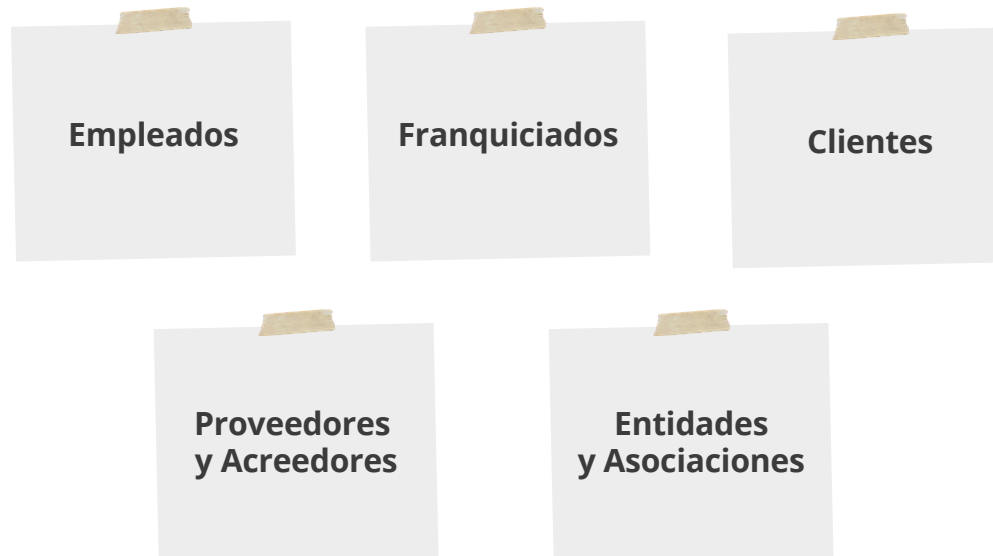 Empleados
Franquiciados
Clientes
Proveedores
y Acreedores
Entidades
y Asociaciones